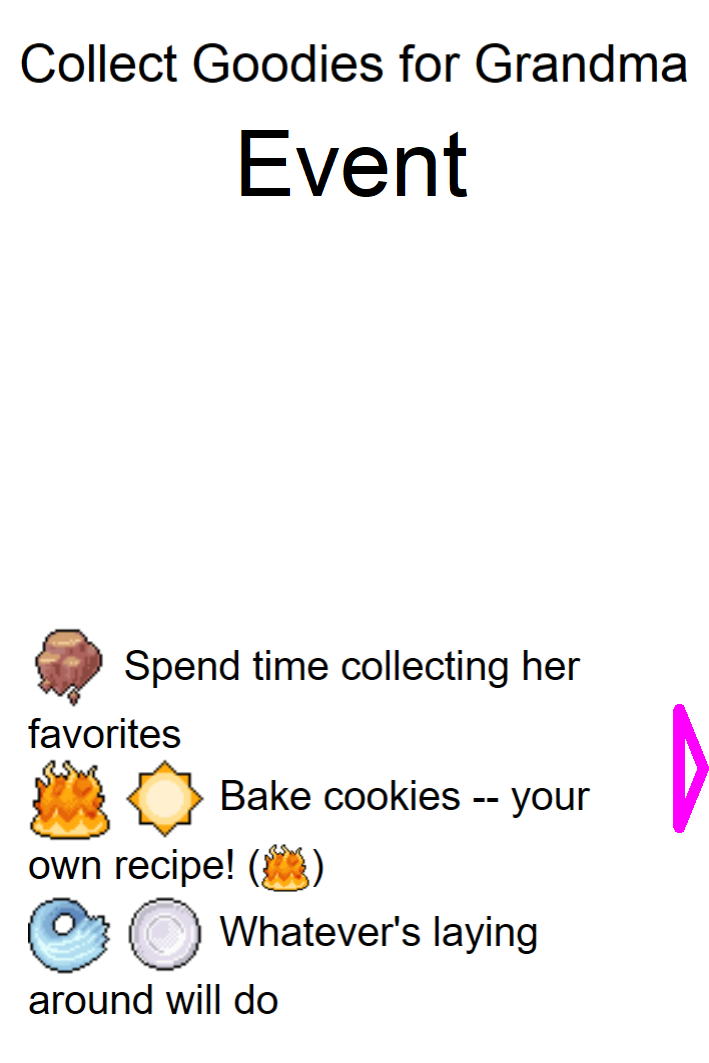 Collect Goodies for Grandma
Event
Spend time collecting her
favorites
Bake cookies -- your
own recipe! ( )
Whatever's laying
around will do